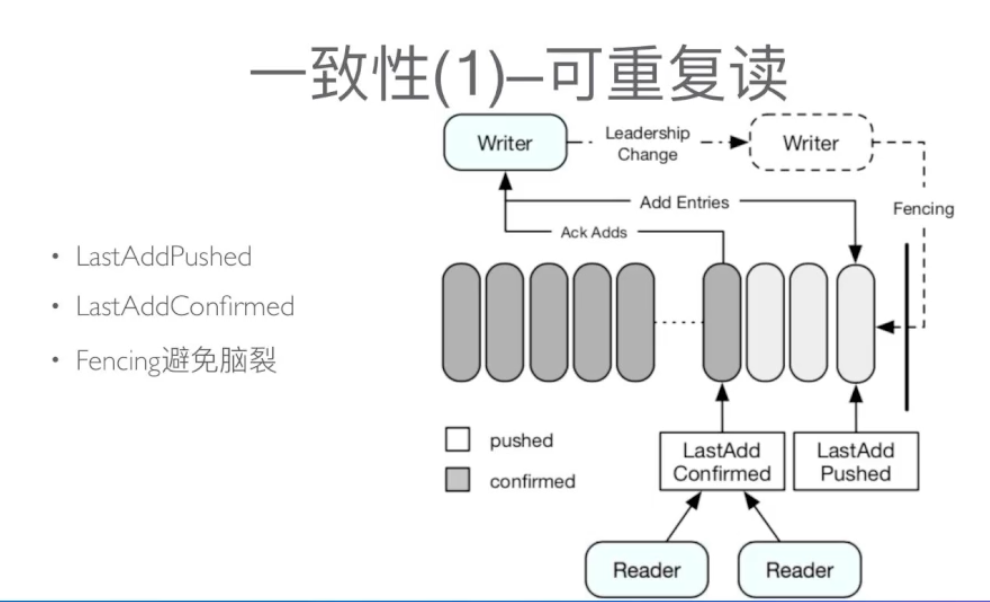 一致性(1)–可重复读
• LastAddPushed
• LastAddConfirmed
• Fencing避免脑裂
Writer
Leadership
Change
Writer
Add Entries
Fencing
Ack Adds
pushed
confirmed
LastAdd
Confirmed
LastAdd
Pushed
Reader
Reader